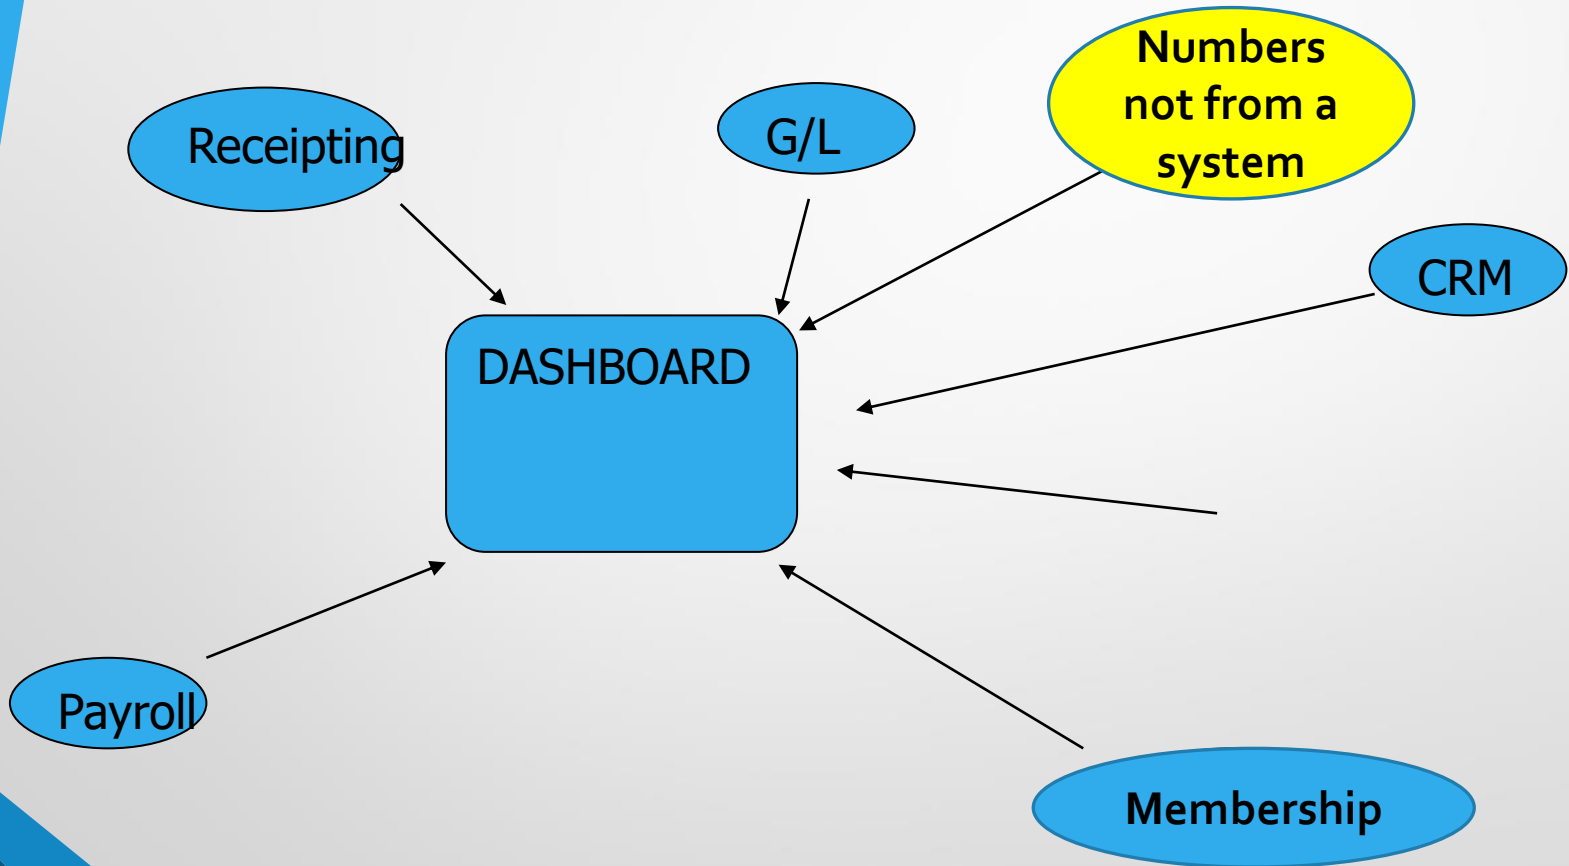 Numbers
not from a
system
Receipting
G/L
CRM
DASHBOARD
Payroll
Membership